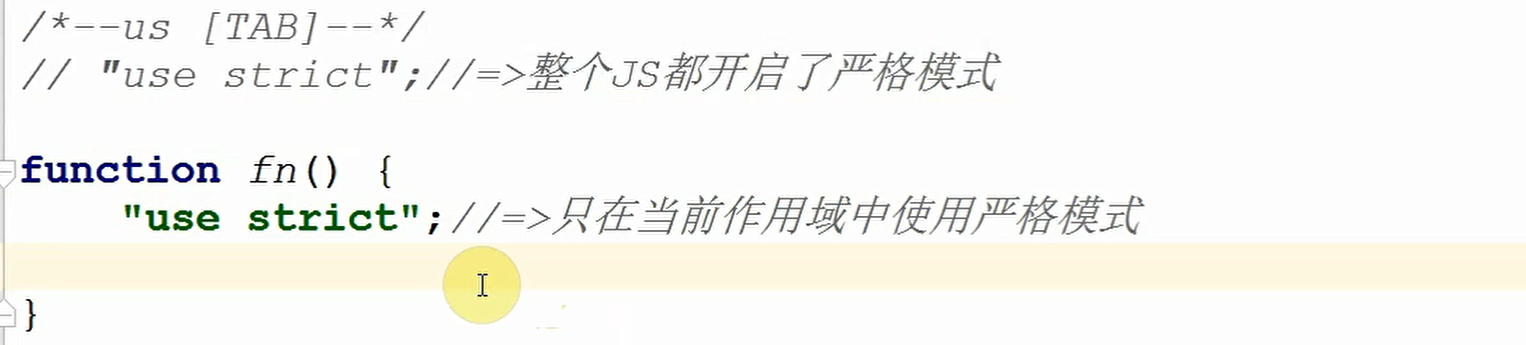 /*--us [TAB]--*/
// "use strict";//=>整个JS都开启了严格模式
function fn() {
"use strict";//=>只在当前作用域中使用严格模式
}